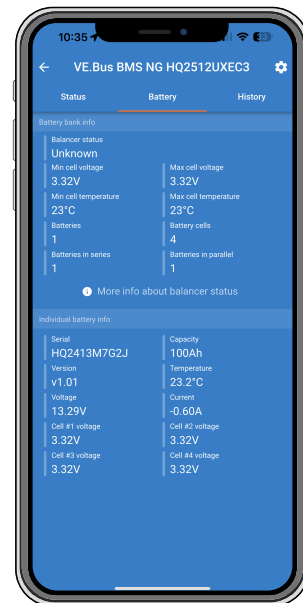 10:35
VE.Bus BMS NG HQ2512UXEC3
Status Battery History
Battery bank info
Balancer status
Unknown
Min cell voltage Max cell voltage
3.32V 3.32V
Min cell temperature Max cell temperature
23°C 23°C
Batteries Battery cells
1 4
Batteries in series Batteries in parallel
1 1
More info about balancer status
Individual battery info
Serial Capacity
HQ2413M7G2J 100Ah
Version Temperature
v1.01 23.2°C
Voltage Current
13.29V -0.60A
Cell #1 voltage Cell #2 voltage
3.32V 3.32V
Cell #3 voltage Cell #4 voltage
3.32V 3.32V